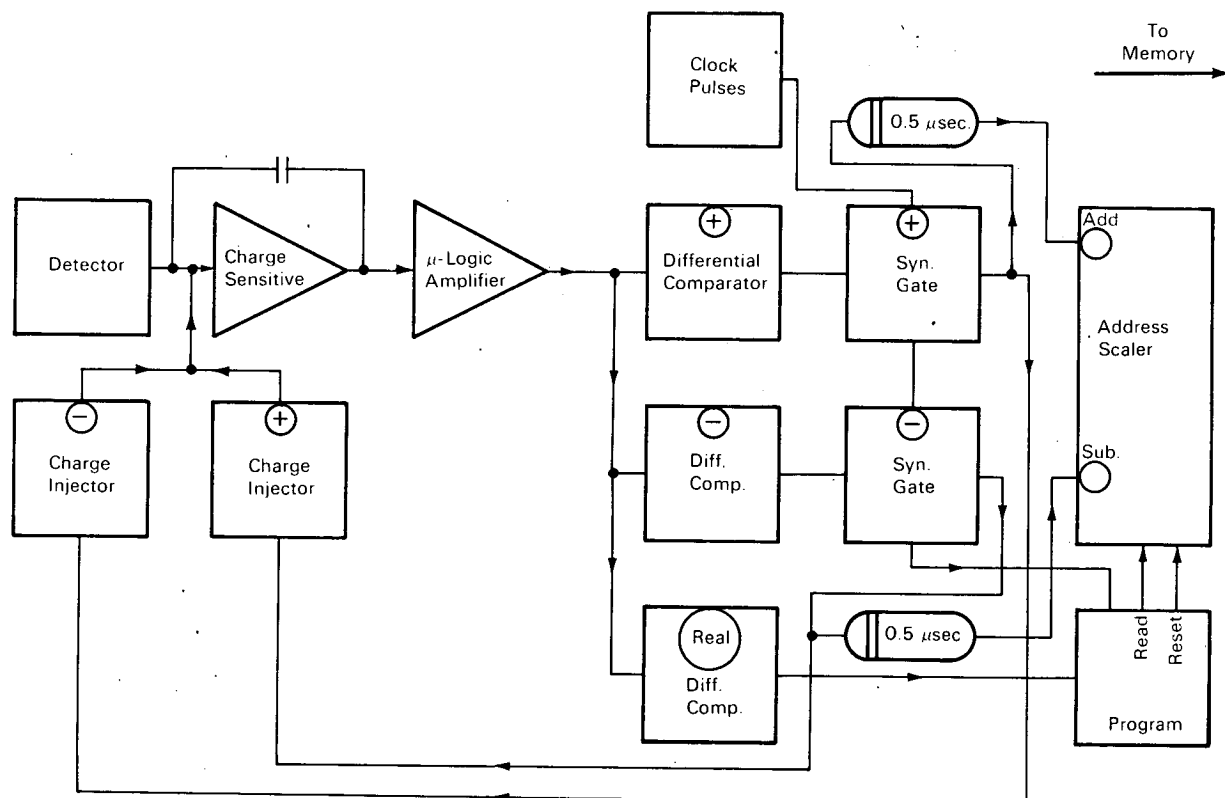 To
Memory
Clock
Pulses
0.5 μsec.
Detector
Charge
Sensitive
μ-Logic
Amplifier
+
Differential
Comparator
+
Syn.
Gate
Add
Address
Scaler
Sub.
−
Charge
Injector
+
Charge
Injector
−
Diff.
Comp.
−
Syn.
Gate
Real
Diff.
Comp.
0.5 μsec
Read
Reset
Program